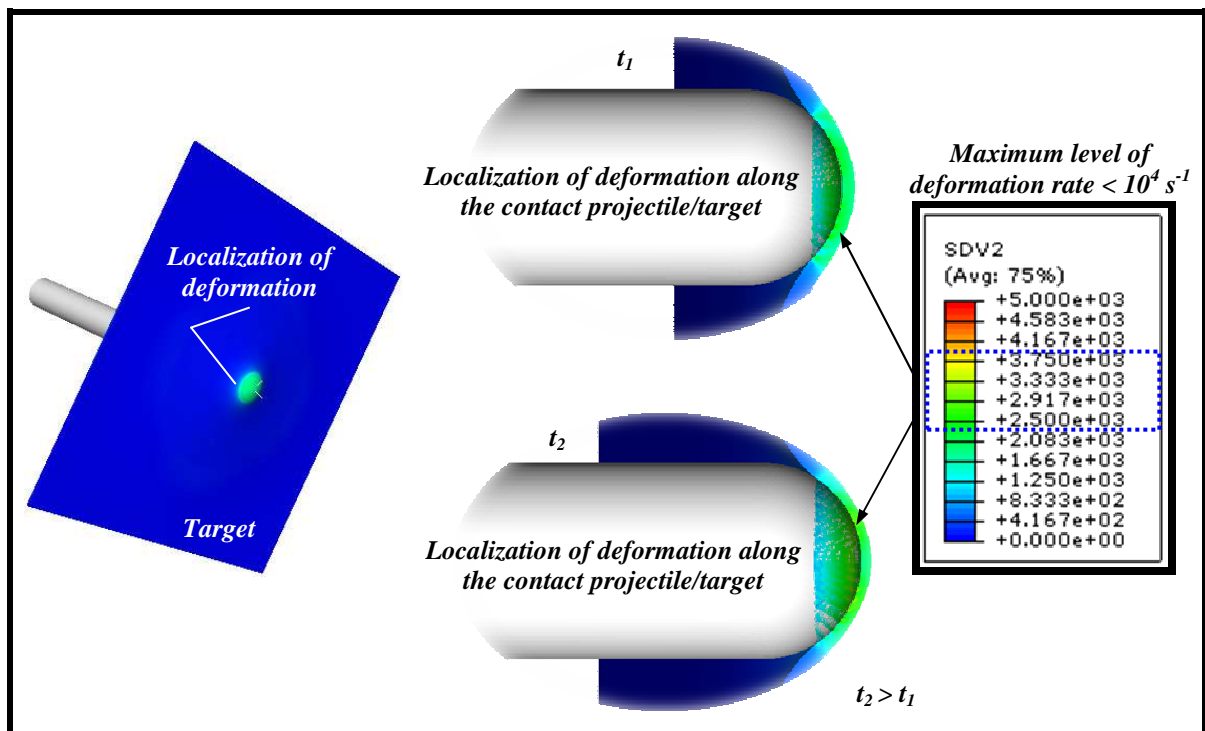 t1
Localization of deformation along
the contact projectile/target
Localization of
deformation
Target
t2
Localization of deformation along
the contact projectile/target
t2 > t1
Maximum level of
deformation rate < 10^4 s^-1
SDV2
(Avg: 75%)
+5.000e+03
+4.583e+03
+4.167e+03
+3.750e+03
+3.333e+03
+2.917e+03
+2.500e+03
+2.083e+03
+1.667e+03
+1.250e+03
+8.333e+02
+4.167e+02
+0.000e+00